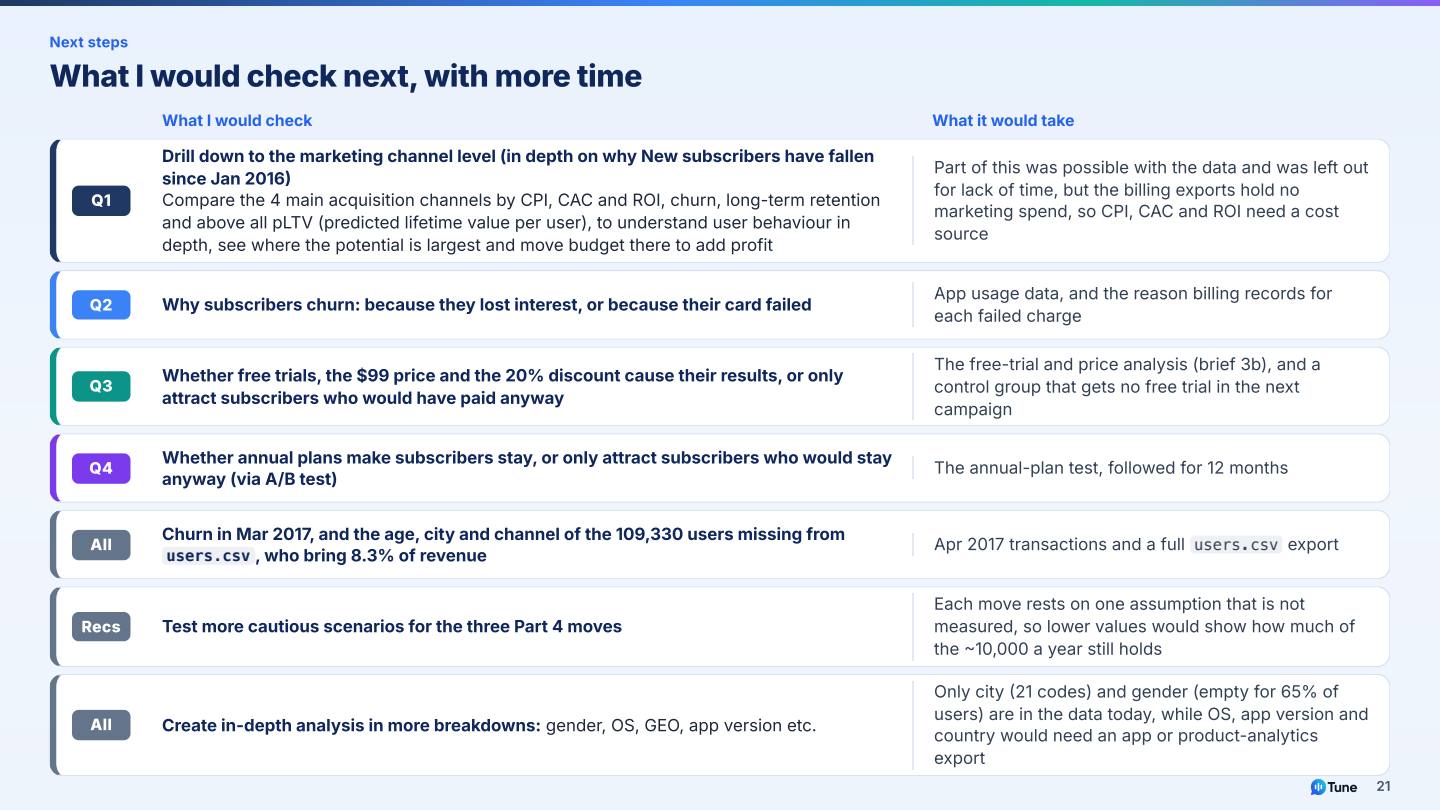 Next steps
What I would check next, with more time
What I would check
What it would take
Q1
Drill down to the marketing channel level (in depth on why New subscribers have fallen
since Jan 2016)
Compare the 4 main acquisition channels by CPI, CAC and ROI, churn, long-term retention
and above all pLTV (predicted lifetime value per user), to understand user behaviour in
depth, see where the potential is largest and move budget there to add profit
Part of this was possible with the data and was left out
for lack of time, but the billing exports hold no
marketing spend, so CPI, CAC and ROI need a cost
source
Q2
Why subscribers churn: because they lost interest, or because their card failed
App usage data, and the reason billing records for
each failed charge
Q3
Whether free trials, the $99 price and the 20% discount cause their results, or only
attract subscribers who would have paid anyway
The free-trial and price analysis (brief 3b), and a
control group that gets no free trial in the next
campaign
Q4
Whether annual plans make subscribers stay, or only attract subscribers who would stay
anyway (via A/B test)
The annual-plan test, followed for 12 months
All
Churn in Mar 2017, and the age, city and channel of the 109,330 users missing from
users.csv, who bring 8.3% of revenue
Apr 2017 transactions and a full users.csv export
Recs
Test more cautious scenarios for the three Part 4 moves
Each move rests on one assumption that is not
measured, so lower values would show how much of
the ~10,000 a year still holds
All
Create in-depth analysis in more breakdowns: gender, OS, GEO, app version etc.
Only city (21 codes) and gender (empty for 65% of
users) are in the data today, while OS, app version and
country would need an app or product-analytics
export
Tune
21